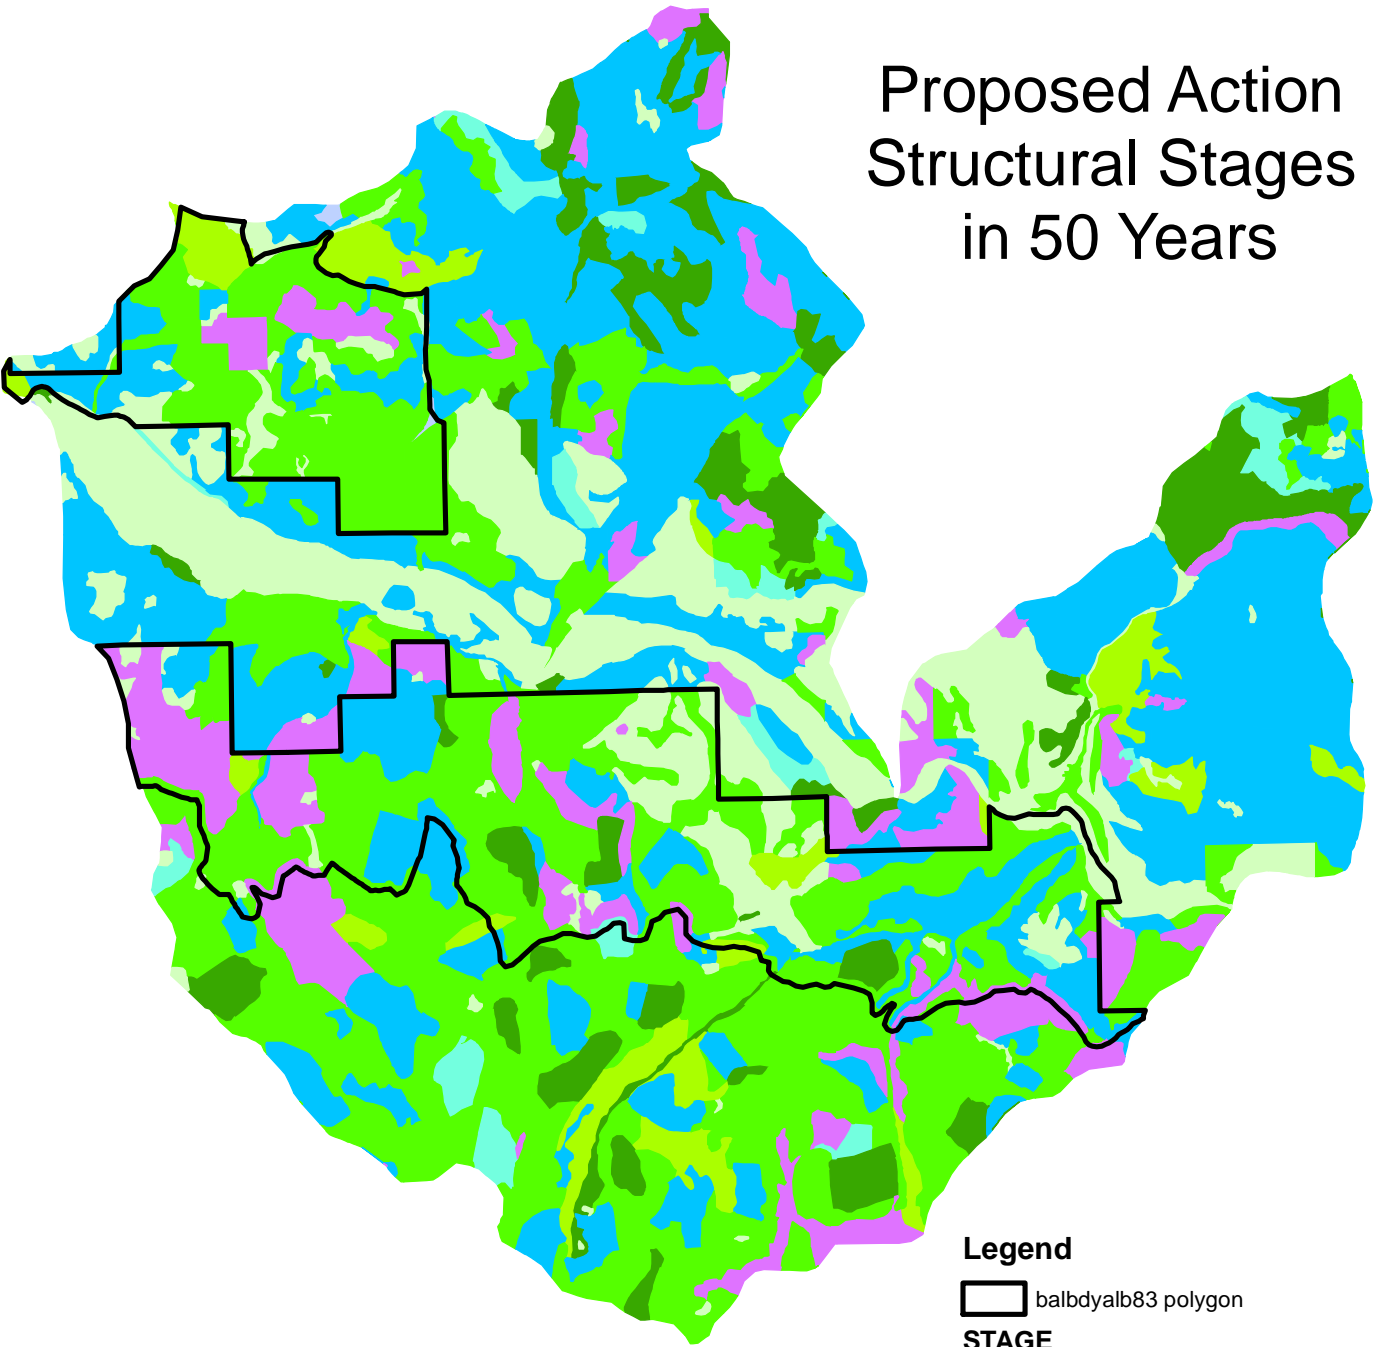 Proposed Action
Structural Stages
in 50 Years
Legend
balbdyalb83 polygon
STAGE